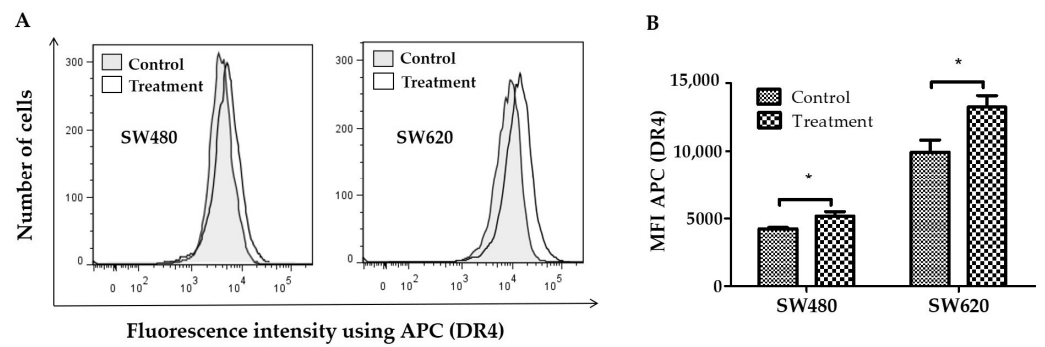 A
Number of cells
300
200
100
0
Control
Treatment
SW480
0 10² 10³ 10⁴ 10⁵
300
200
100
0
Control
Treatment
SW620
0 10² 10³ 10⁴ 10⁵
Fluorescence intensity using APC (DR4)
B
MFI APC (DR4)
15,000
10,000
5000
0
Control
Treatment
*
*
SW480 SW620